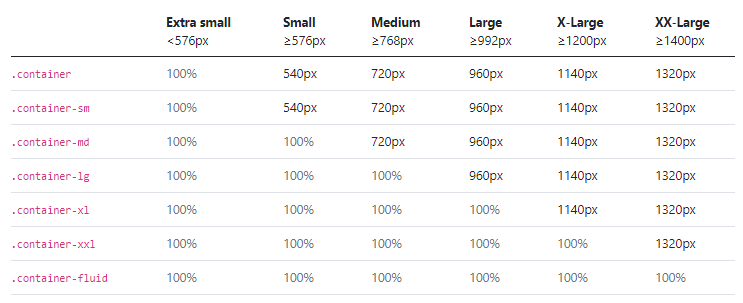 Extra small Small Medium Large X-Large XX-Large
<576px ≥576px ≥768px ≥992px ≥1200px ≥1400px
.container 100% 540px 720px 960px 1140px 1320px
.container-sm 100% 540px 720px 960px 1140px 1320px
.container-md 100% 100% 720px 960px 1140px 1320px
.container-lg 100% 100% 100% 960px 1140px 1320px
.container-xl 100% 100% 100% 100% 1140px 1320px
.container-xxl 100% 100% 100% 100% 100% 1320px
.container-fluid 100% 100% 100% 100% 100% 100%